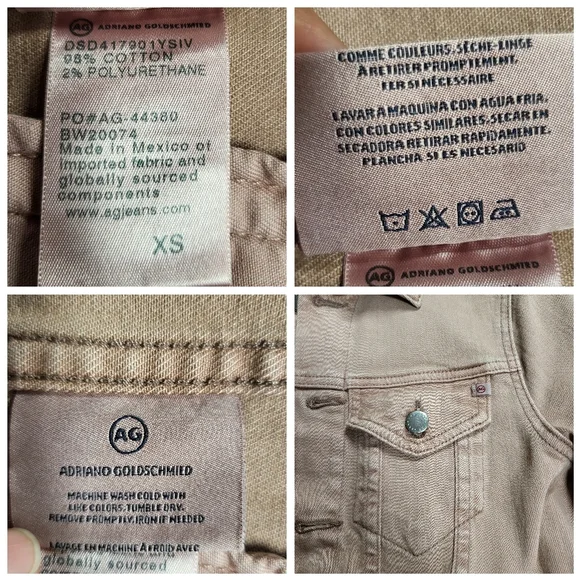 AG ADRIANO GOLDSCHMIED
DSD417901YSIV
98% COTTON
2% POLYURETHANE
PO#AG-44380
BW20074
Made in Mexico of
imported fabric and
globally sourced
components
www.agjeans.com
XS
COMME COULEURS. SÈCHE-LINGE
À RETIRER PROMPTEMENT.
FER SI NÉCESSAIRE
LAVAR A MAQUINA CON AGUA FRIA.
CON COLORES SIMILARES. SECAR EN
SECADORA RETIRAR RAPIDAMENTE.
PLANCHA SI ES NECESARIO
AG ADRIANO GOLDSCHMIED
AG
ADRIANO GOLDSCHMIED
MACHINE WASH COLD WITH
LIKE COLORS. TUMBLE DRY.
REMOVE PROMPTLY. IRON IF NEEDED
LAVAGE EN MACHINE À FROID AVEC
globally sourced
AG